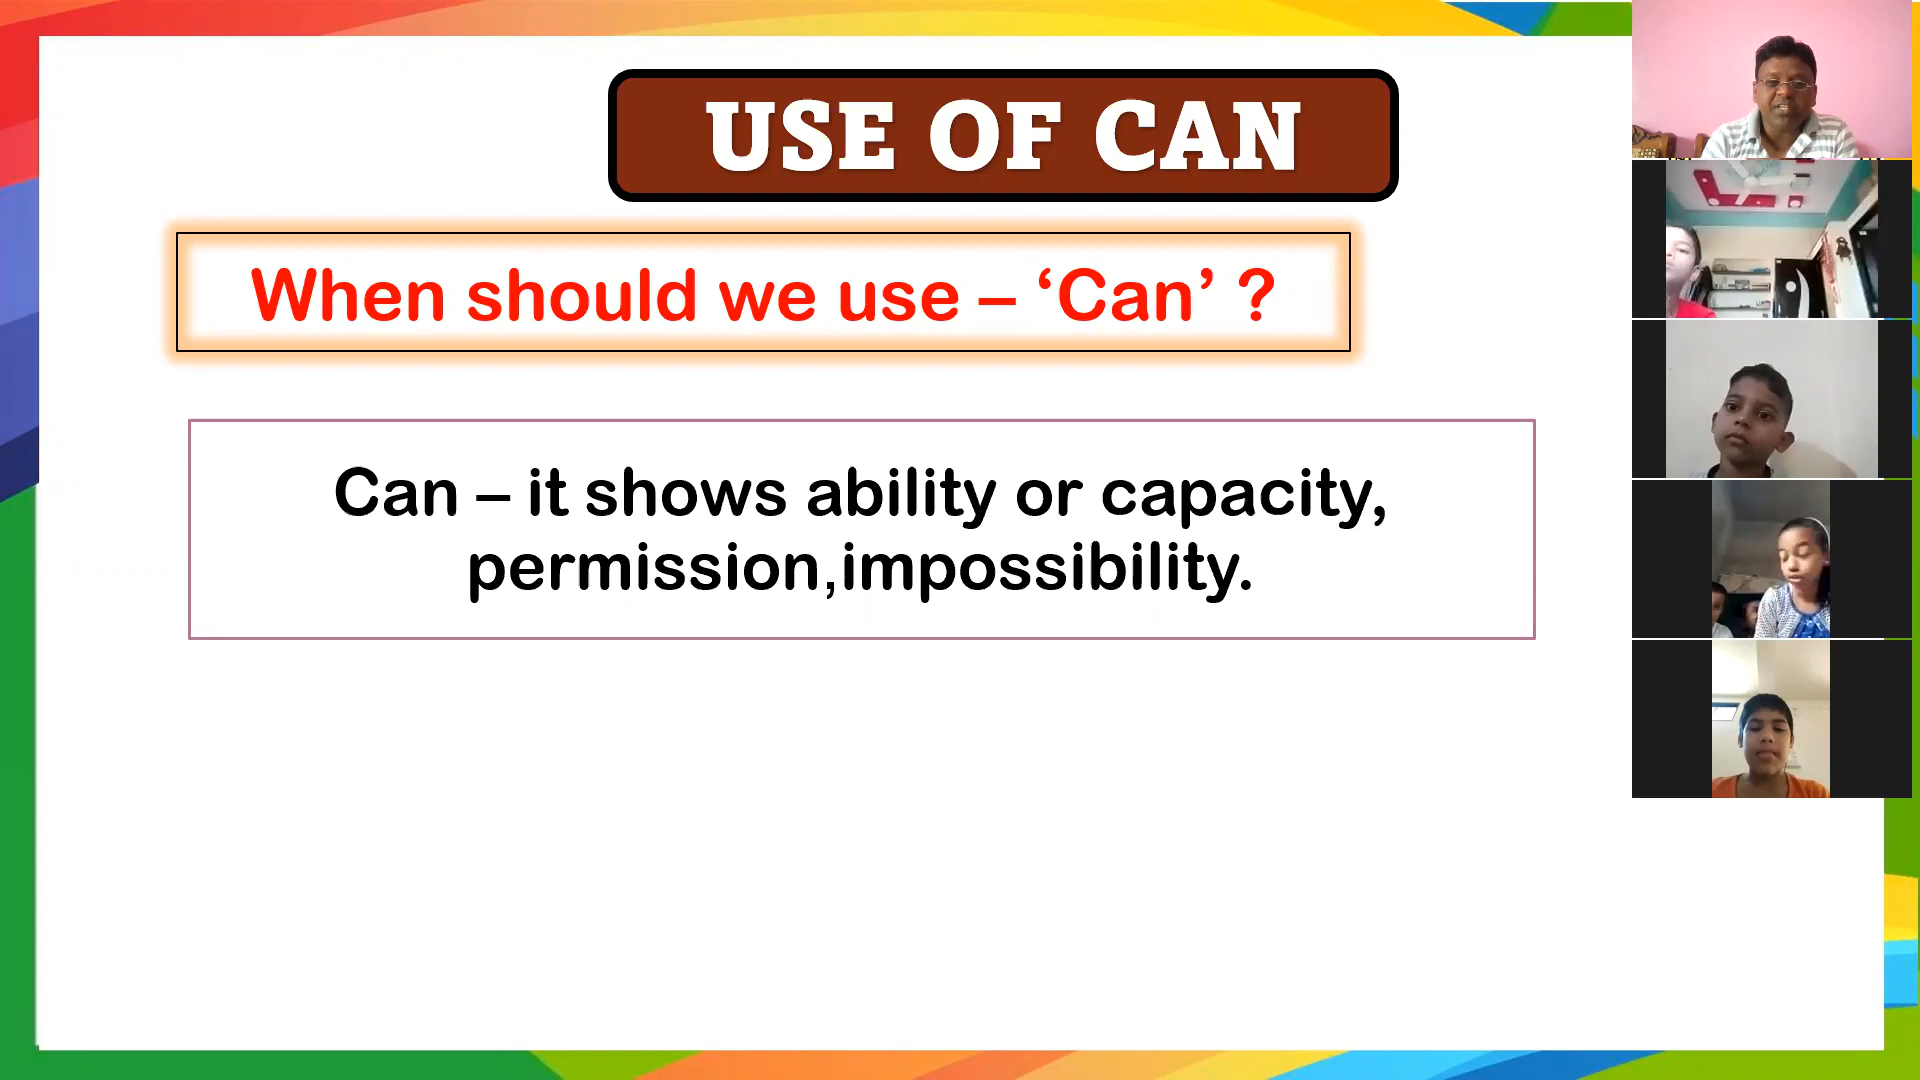 USE OF CAN
When should we use – ‘Can’ ?
Can – it shows ability or capacity,
permission,impossibility.